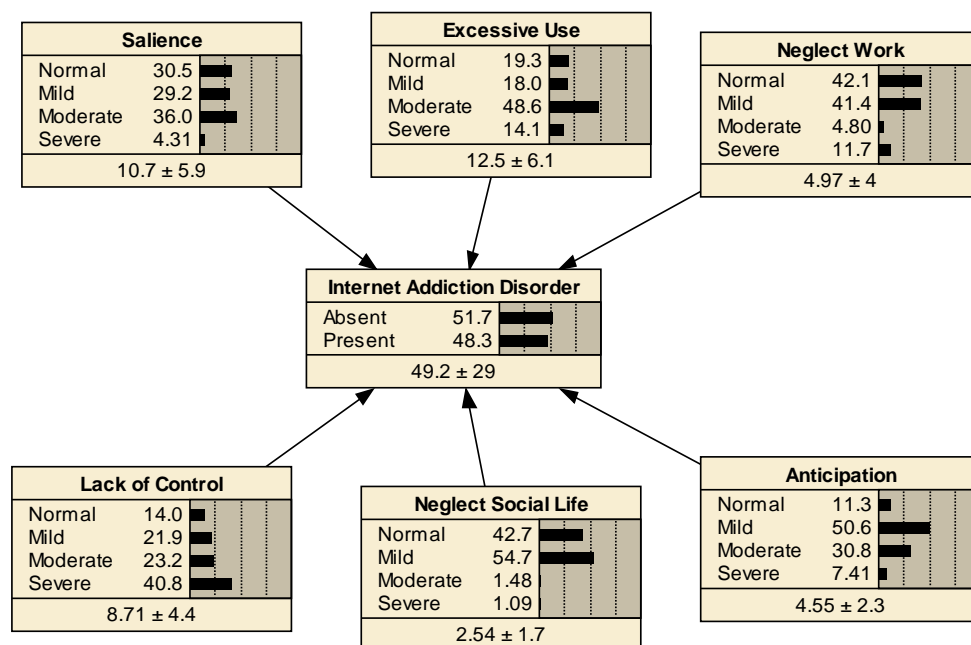 Salience
Normal 30.5
Mild 29.2
Moderate 36.0
Severe 4.31
10.7 ± 5.9
Excessive Use
Normal 19.3
Mild 18.0
Moderate 48.6
Severe 14.1
12.5 ± 6.1
Neglect Work
Normal 42.1
Mild 41.4
Moderate 4.80
Severe 11.7
4.97 ± 4
Internet Addiction Disorder
Absent 51.7
Present 48.3
49.2 ± 29
Lack of Control
Normal 14.0
Mild 21.9
Moderate 23.2
Severe 40.8
8.71 ± 4.4
Neglect Social Life
Normal 42.7
Mild 54.7
Moderate 1.48
Severe 1.09
2.54 ± 1.7
Anticipation
Normal 11.3
Mild 50.6
Moderate 30.8
Severe 7.41
4.55 ± 2.3